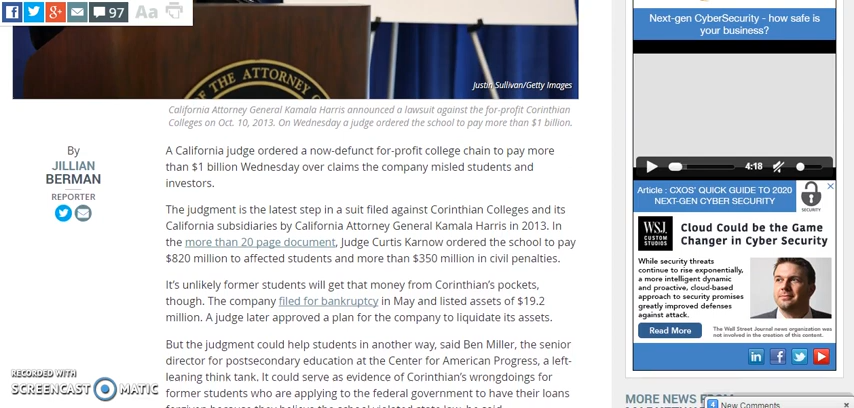 97
Aa
THE ATTORNEY
Justin Sullivan/Getty Images
California Attorney General Kamala Harris announced a lawsuit against the for-profit Corinthian
Colleges on Oct. 10, 2013. On Wednesday a judge ordered the school to pay more than $1 billion.
By
JILLIAN
BERMAN
REPORTER
A California judge ordered a now-defunct for-profit college chain to pay more
than $1 billion Wednesday over claims the company misled students and
investors.
The judgment is the latest step in a suit filed against Corinthian Colleges and its
California subsidiaries by California Attorney General Kamala Harris in 2013. In
the more than 20 page document, Judge Curtis Karnow ordered the school to pay
$820 million to affected students and more than $350 million in civil penalties.
It's unlikely former students will get that money from Corinthian's pockets,
though. The company filed for bankruptcy in May and listed assets of $19.2
million. A judge later approved a plan for the company to liquidate its assets.
But the judgment could help students in another way, said Ben Miller, the senior
director for postsecondary education at the Center for American Progress, a left-
leaning think tank. It could serve as evidence of Corinthian's wrongdoings for
former students who are applying to the federal government to have their loans
RECORDED WITH
SCREENCAST MATIC
Next-gen CyberSecurity - how safe is
your business?
4:18
Article : CXOS' QUICK GUIDE TO 2020
NEXT-GEN CYBER SECURITY
SECURITY
WSJ.
CUSTOM
STUDIOS
Cloud Could be the Game
Changer in Cyber Security
While security threats
continue to rise exponentially,
a more intelligent dynamic
and proactive, cloud-based
approach to security promises
greatly improved defenses
against attack.
Read More
The Wall Street Journal news organization
was not involved in the creation of this content.
MORE NEWS FROM
4 New Comments